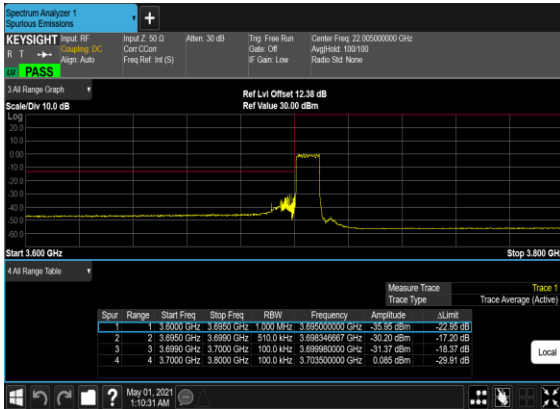 Spectrum Analyzer 1
Spurious Emissions
+
KEYSIGHT Input: RF Input Z: 50 Ω Atten: 30 dB Trig: Free Run Center Freq: 22.005000000 GHz
R T Coupling: DC Corr CCorr Gate: Off Avg|Hold: 100/100
Align: Auto Freq Ref: Int (S) IF Gain: Low Radio Std: None
PASS
3 All Range Graph
Ref Lvl Offset 12.38 dB
Scale/Div 10.0 dB Ref Value 30.00 dBm
Log
20.0
10.0
0.00
-10.0
-20.0
-30.0
-40.0
-50.0
-60.0
Start 3.600 GHz Stop 3.800 GHz
4 All Range Table
Measure Trace Trace 1
Trace Type Trace Average (Active)
Spur Range Start Freq Stop Freq RBW Frequency Amplitude ΔLimit
1 1 3.6000 GHz 3.6950 GHz 1.000 MHz 3.695000000 GHz -35.95 dBm -22.95 dB
2 2 3.6950 GHz 3.6990 GHz 510.0 kHz 3.698346667 GHz -30.20 dBm -17.20 dB
3 3 3.6990 GHz 3.7000 GHz 100.0 kHz 3.699980000 GHz -31.37 dBm -18.37 dB
4 4 3.7000 GHz 3.8000 GHz 100.0 kHz 3.703500000 GHz 0.085 dBm -29.91 dB
Local
?
May 01, 2021
1:10:31 AM